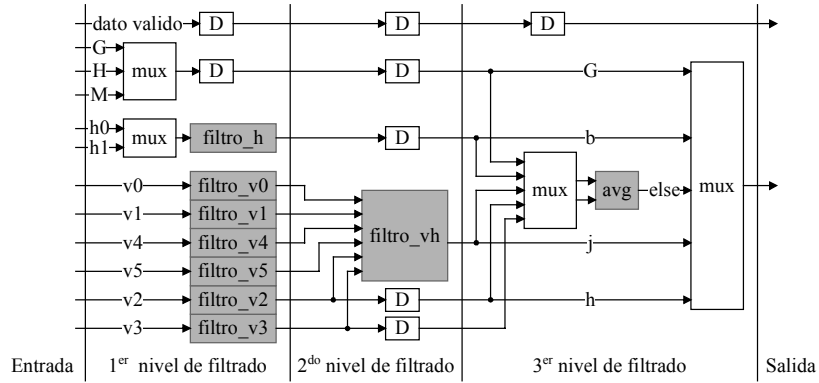 dato valido D D D
G
H mux D D G
M
h0
h1 mux filtro_h D b
v0 filtro_v0
v1 filtro_v1
v4 filtro_v4
v5 filtro_v5
v2 filtro_v2
v3 filtro_v3
filtro_vh
D
D
mux avg else mux
j
h
Entrada 1er nivel de filtrado 2do nivel de filtrado 3er nivel de filtrado Salida